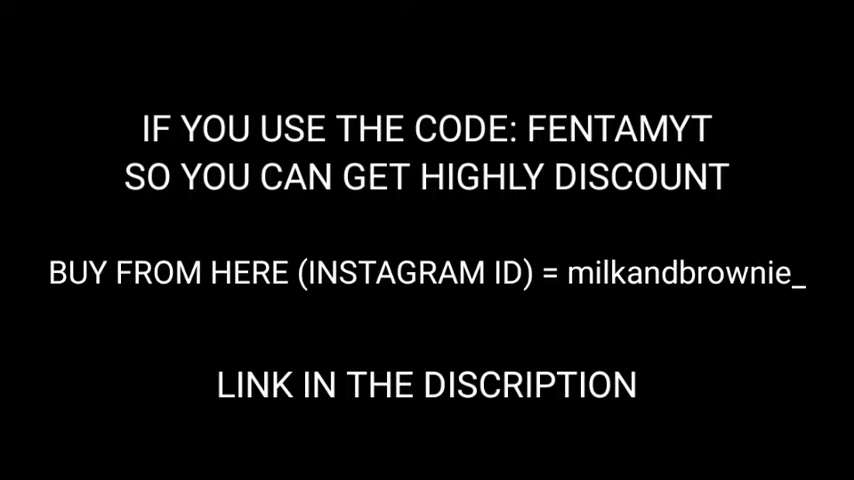 IF YOU USE THE CODE: FENTAMYT
SO YOU CAN GET HIGHLY DISCOUNT
BUY FROM HERE (INSTAGRAM ID) = milkandbrownie_
LINK IN THE DISCRIPTION